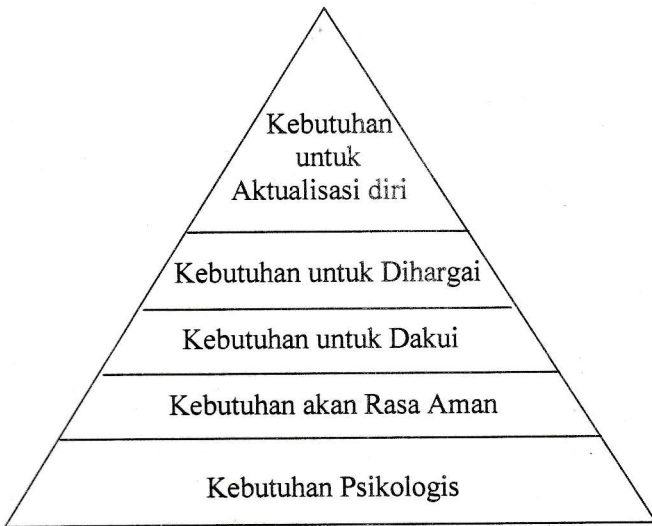 Kebutuhan
untuk
Aktualisasi diri
Kebutuhan untuk Dihargai
Kebutuhan untuk Dakui
Kebutuhan akan Rasa Aman
Kebutuhan Psikologis